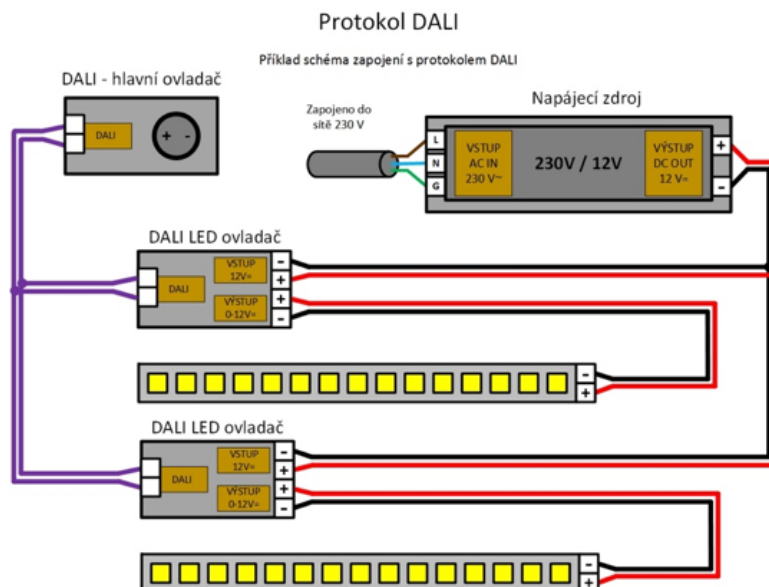 Protokol DALI
Příklad schéma zapojení s protokolem DALI
DALI - hlavní ovladač
DALI
+ -
Zapojeno do
sítě 230 V
Napájecí zdroj
L
N
G
VSTUP
AC IN
230 V~
230V / 12V
VÝSTUP
DC OUT
12 V=
+
-
DALI LED ovladač
DALI
VSTUP
12V=
VÝSTUP
0-12V=
-
+
+
-
-
+
DALI LED ovladač
DALI
VSTUP
12V=
VÝSTUP
0-12V=
-
+
+
-
-
+